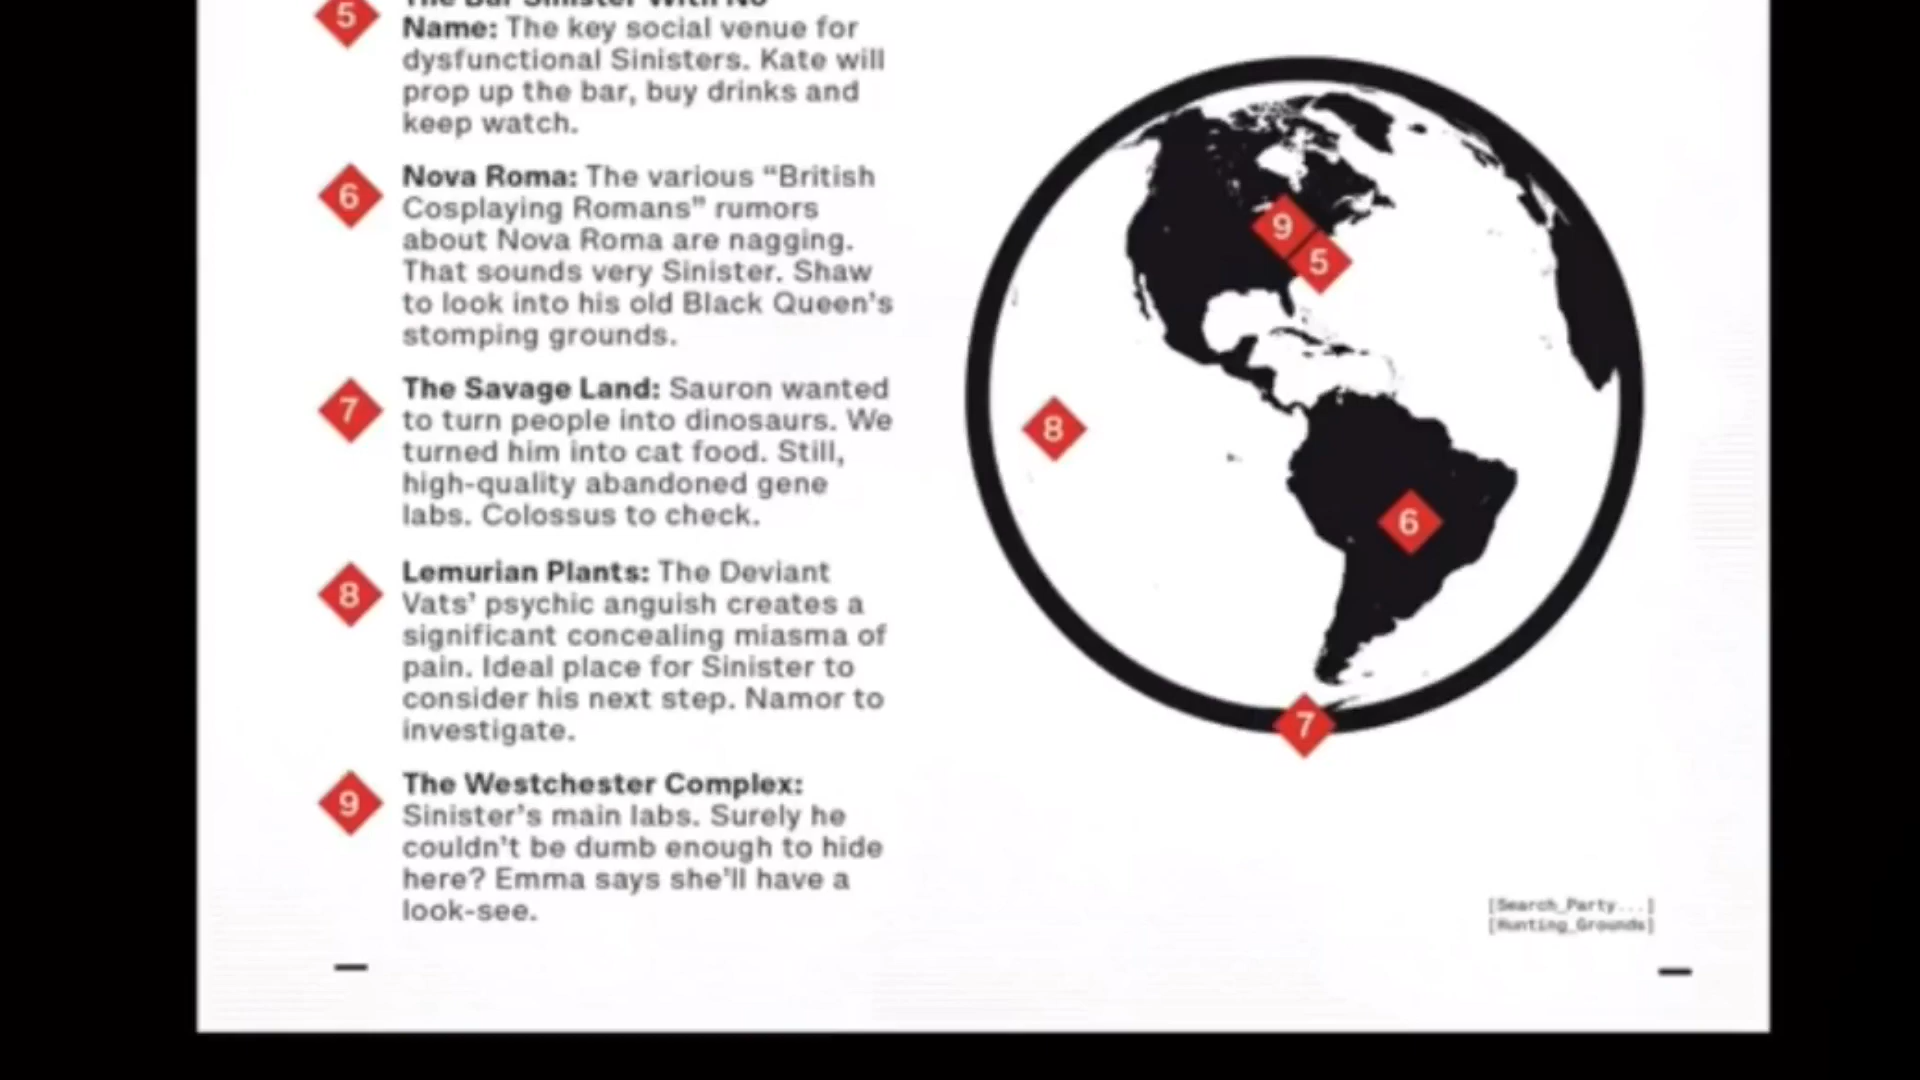 5
The Bar Sinister With No
Name: The key social venue for
dysfunctional Sinisters. Kate will
prop up the bar, buy drinks and
keep watch.
6
Nova Roma: The various “British
Cosplaying Romans” rumors
about Nova Roma are nagging.
That sounds very Sinister. Shaw
to look into his old Black Queen’s
stomping grounds.
7
The Savage Land: Sauron wanted
to turn people into dinosaurs. We
turned him into cat food. Still,
high-quality abandoned gene
labs. Colossus to check.
8
Lemurian Plants: The Deviant
Vats’ psychic anguish creates a
significant concealing miasma of
pain. Ideal place for Sinister to
consider his next step. Namor to
investigate.
9
The Westchester Complex:
Sinister’s main labs. Surely he
couldn’t be dumb enough to hide
here? Emma says she’ll have a
look-see.
9
5
8
6
7
[Search_Party...]
[Hunting_Grounds]